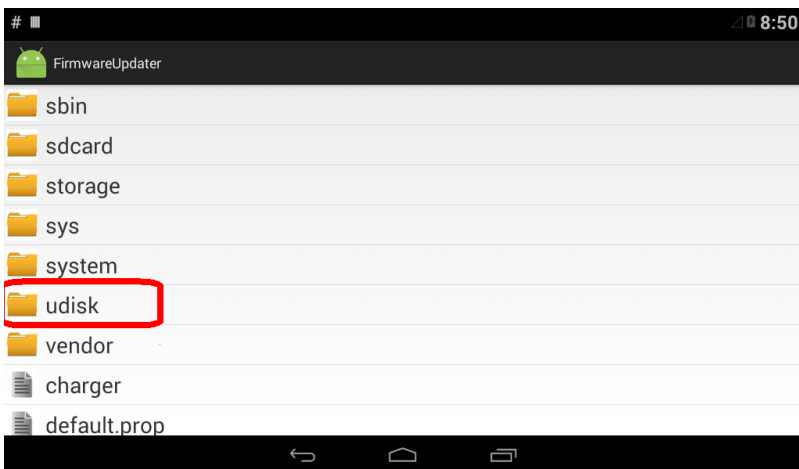 # 8:50
FirmwareUpdater
sbin
sdcard
storage
sys
system
udisk
vendor
charger
default.prop